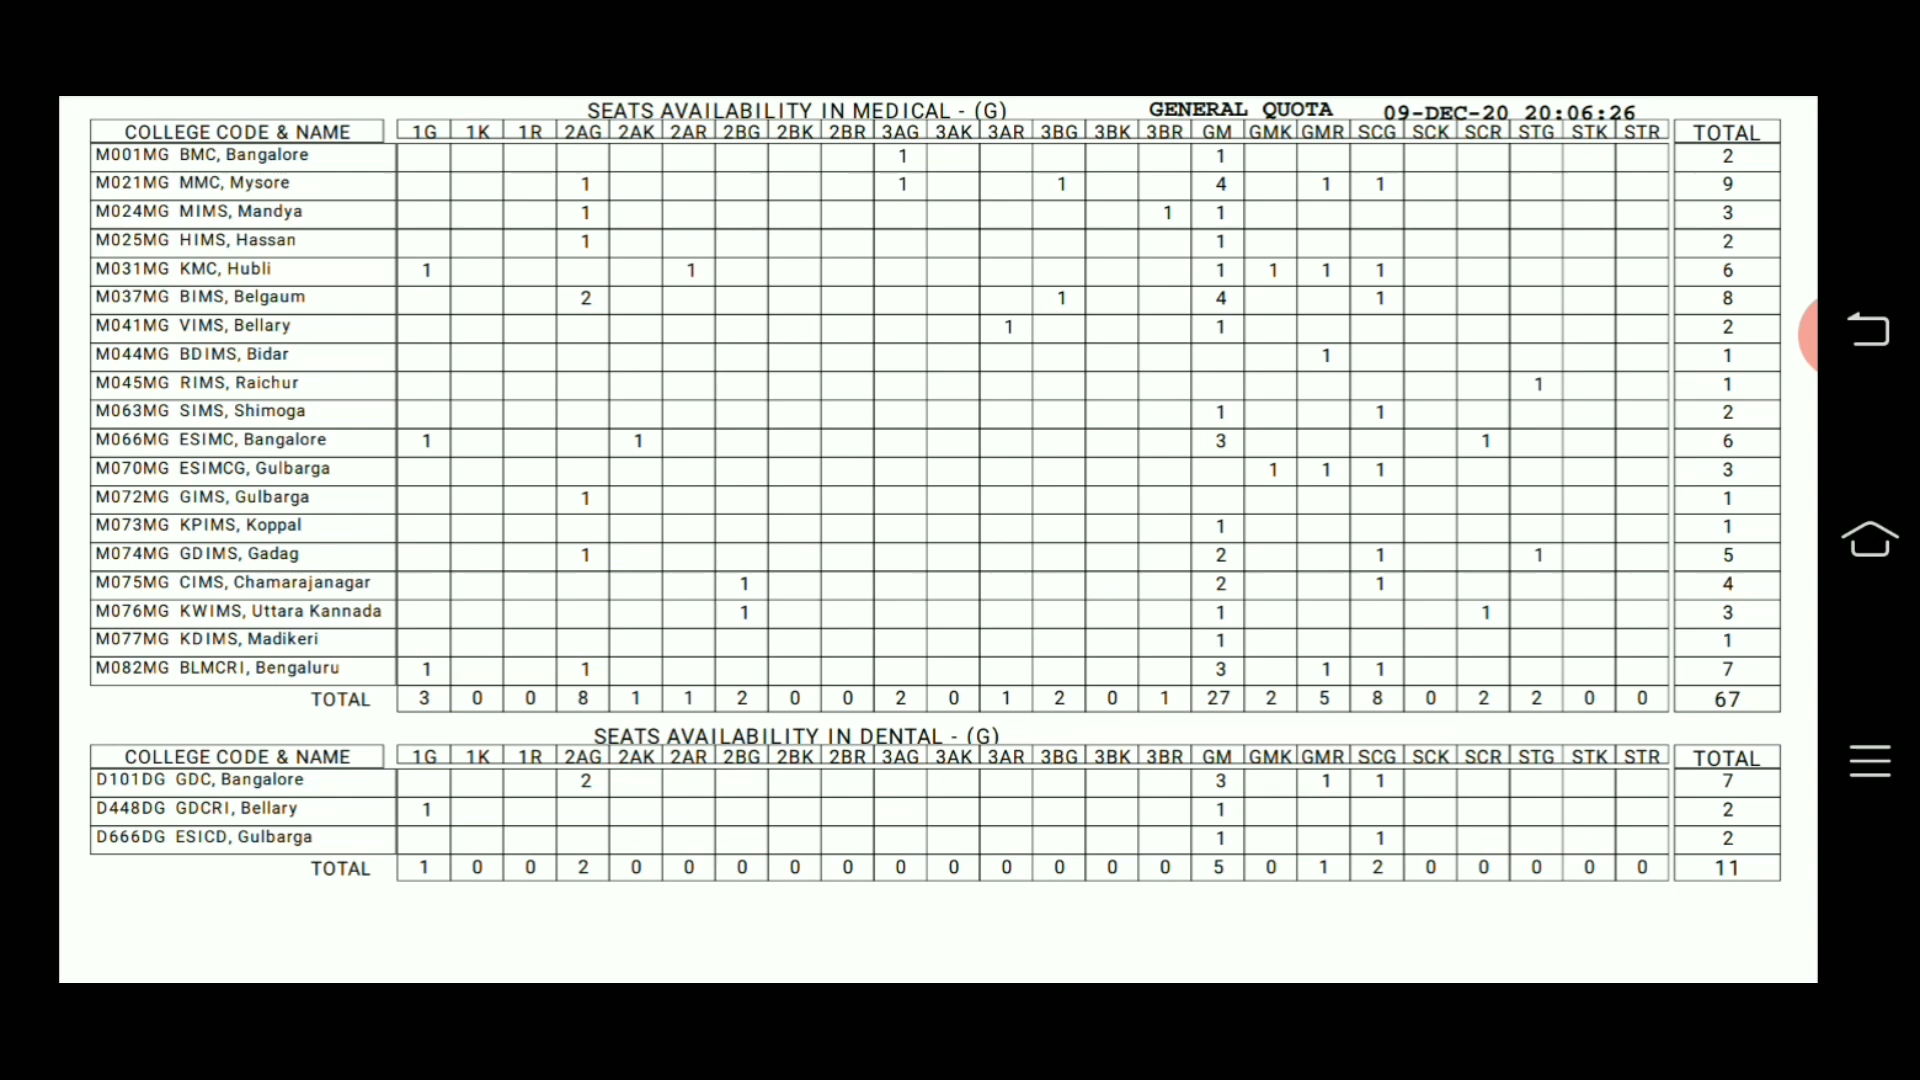 SEATS AVAILABILITY IN MEDICAL - (G) GENERAL QUOTA 09-DEC-20 20:06:26
COLLEGE CODE & NAME 1G 1K 1R 2AG 2AK 2AR 2BG 2BK 2BR 3AG 3AK 3AR 3BG 3BK 3BR GM GMK GMR SCG SCK SCR STG STK STR TOTAL
M001MG BMC, Bangalore 1 1 2
M021MG MMC, Mysore 1 1 1 4 1 1 9
M024MG MIMS, Mandya 1 1 1 3
M025MG HIMS, Hassan 1 1 2
M031MG KMC, Hubli 1 1 1 1 1 1 6
M037MG BIMS, Belgaum 2 1 4 1 8
M041MG VIMS, Bellary 1 1 2
M044MG BDIMS, Bidar 1 1
M045MG RIMS, Raichur 1 1
M063MG SIMS, Shimoga 1 1 2
M066MG ESIMC, Bangalore 1 1 3 1 6
M070MG ESIMCG, Gulbarga 1 1 1 3
M072MG GIMS, Gulbarga 1 1
M073MG KPIMS, Koppal 1 1
M074MG GDIMS, Gadag 1 2 1 1 5
M075MG CIMS, Chamarajanagar 1 2 1 4
M076MG KWIMS, Uttara Kannada 1 1 1 3
M077MG KDIMS, Madikeri 1 1
M082MG BLMCRI, Bengaluru 1 1 3 1 1 7
TOTAL 3 0 0 8 1 1 2 0 0 2 0 1 2 0 1 27 2 5 8 0 2 2 0 0 67
SEATS AVAILABILITY IN DENTAL - (G)
COLLEGE CODE & NAME 1G 1K 1R 2AG 2AK 2AR 2BG 2BK 2BR 3AG 3AK 3AR 3BG 3BK 3BR GM GMK GMR SCG SCK SCR STG STK STR TOTAL
D101DG GDC, Bangalore 2 3 1 1 7
D448DG GDCRI, Bellary 1 1 2
D666DG ESICD, Gulbarga 1 1 2
TOTAL 1 0 0 2 0 0 0 0 0 0 0 0 0 0 0 5 0 1 2 0 0 0 0 0 11